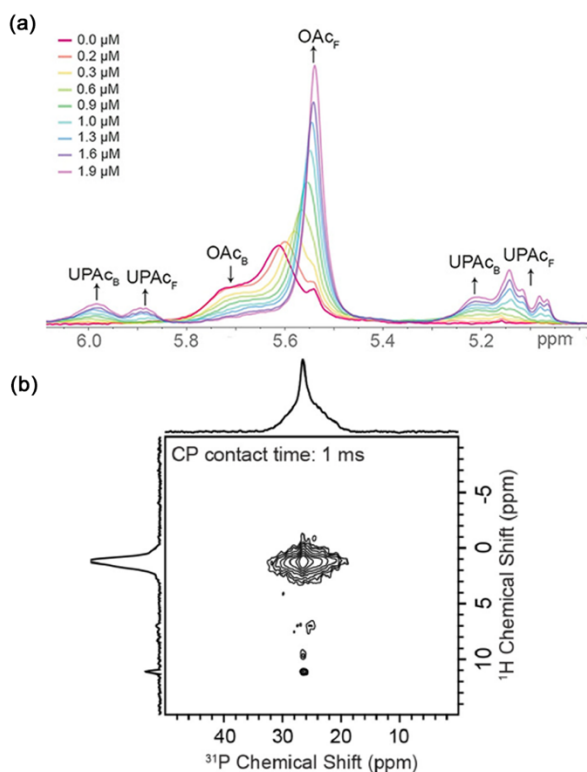 (a)
0.0 µM
0.2 µM
0.3 µM
0.6 µM
0.9 µM
1.0 µM
1.3 µM
1.6 µM
1.9 µM
OAcF
UPAcB
UPAcF
OAcB
UPAcB
UPAcF
6.0 5.8 5.6 5.4 5.2 ppm
(b)
CP contact time: 1 ms
-5
0
5
10
¹H Chemical Shift (ppm)
40 30 20 10
³¹P Chemical Shift (ppm)